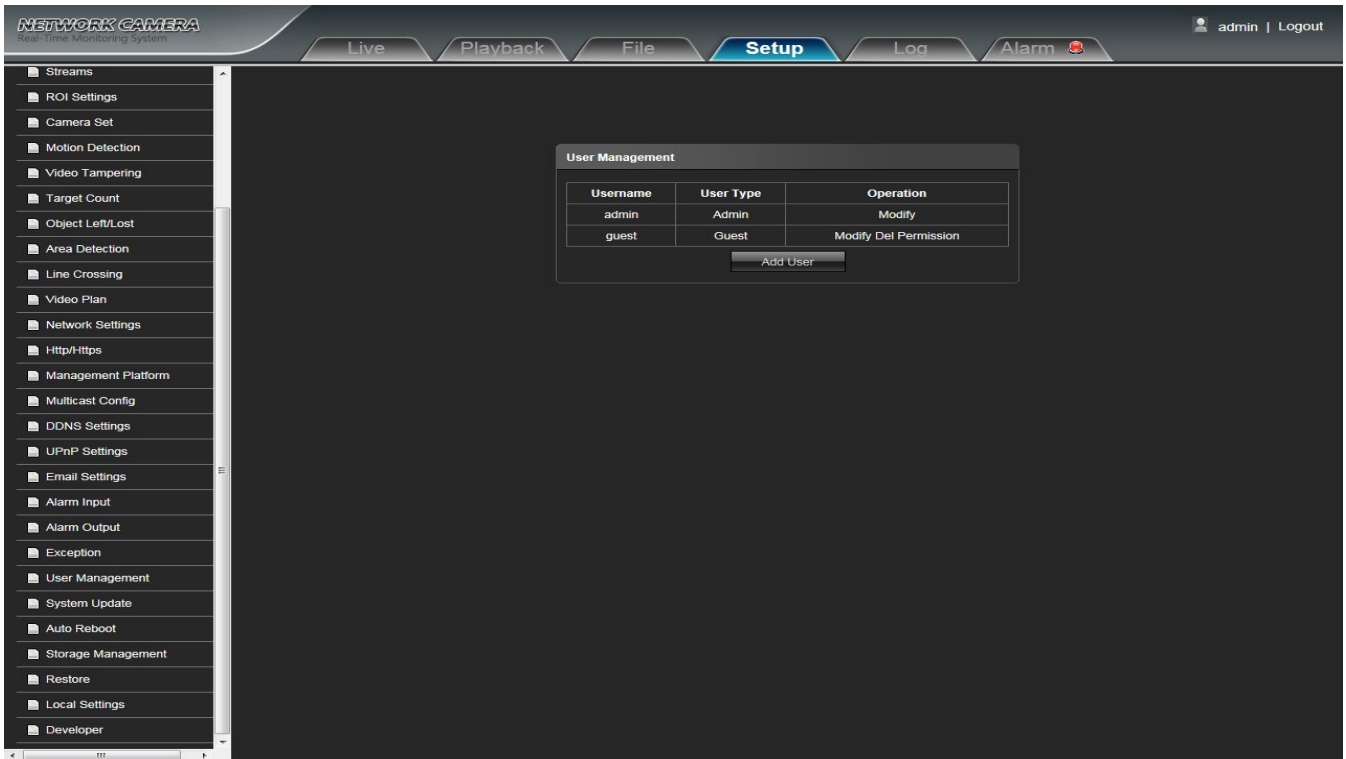 NETWORK CAMERA
Real-Time Monitoring System
admin | Logout
Live Playback File Setup Log Alarm
Streams
ROI Settings
Camera Set
Motion Detection
Video Tampering
Target Count
Object Left/Lost
Area Detection
Line Crossing
Video Plan
Network Settings
Http/Https
Management Platform
Multicast Config
DDNS Settings
UPnP Settings
Email Settings
Alarm Input
Alarm Output
Exception
User Management
System Update
Auto Reboot
Storage Management
Restore
Local Settings
Developer
User Management
Username User Type Operation
admin Admin Modify
guest Guest Modify Del Permission
Add User